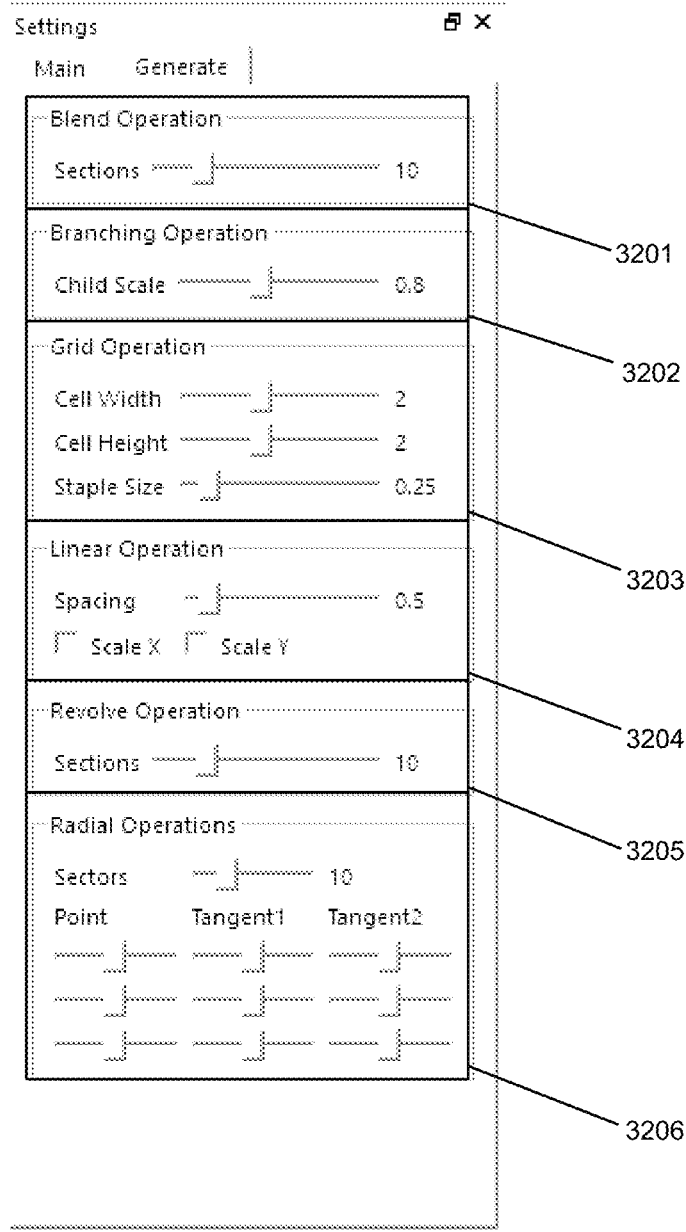 Settings
Main Generate
Blend Operation
Sections 10
3201
Branching Operation
Child Scale 0.8
3202
Grid Operation
Cell Width 2
Cell Height 2
Staple Size 0.25
3203
Linear Operation
Spacing 0.5
Scale X Scale Y
3204
Revolve Operation
Sections 10
3205
Radial Operations
Sectors 10
Point Tangent1 Tangent2
3206